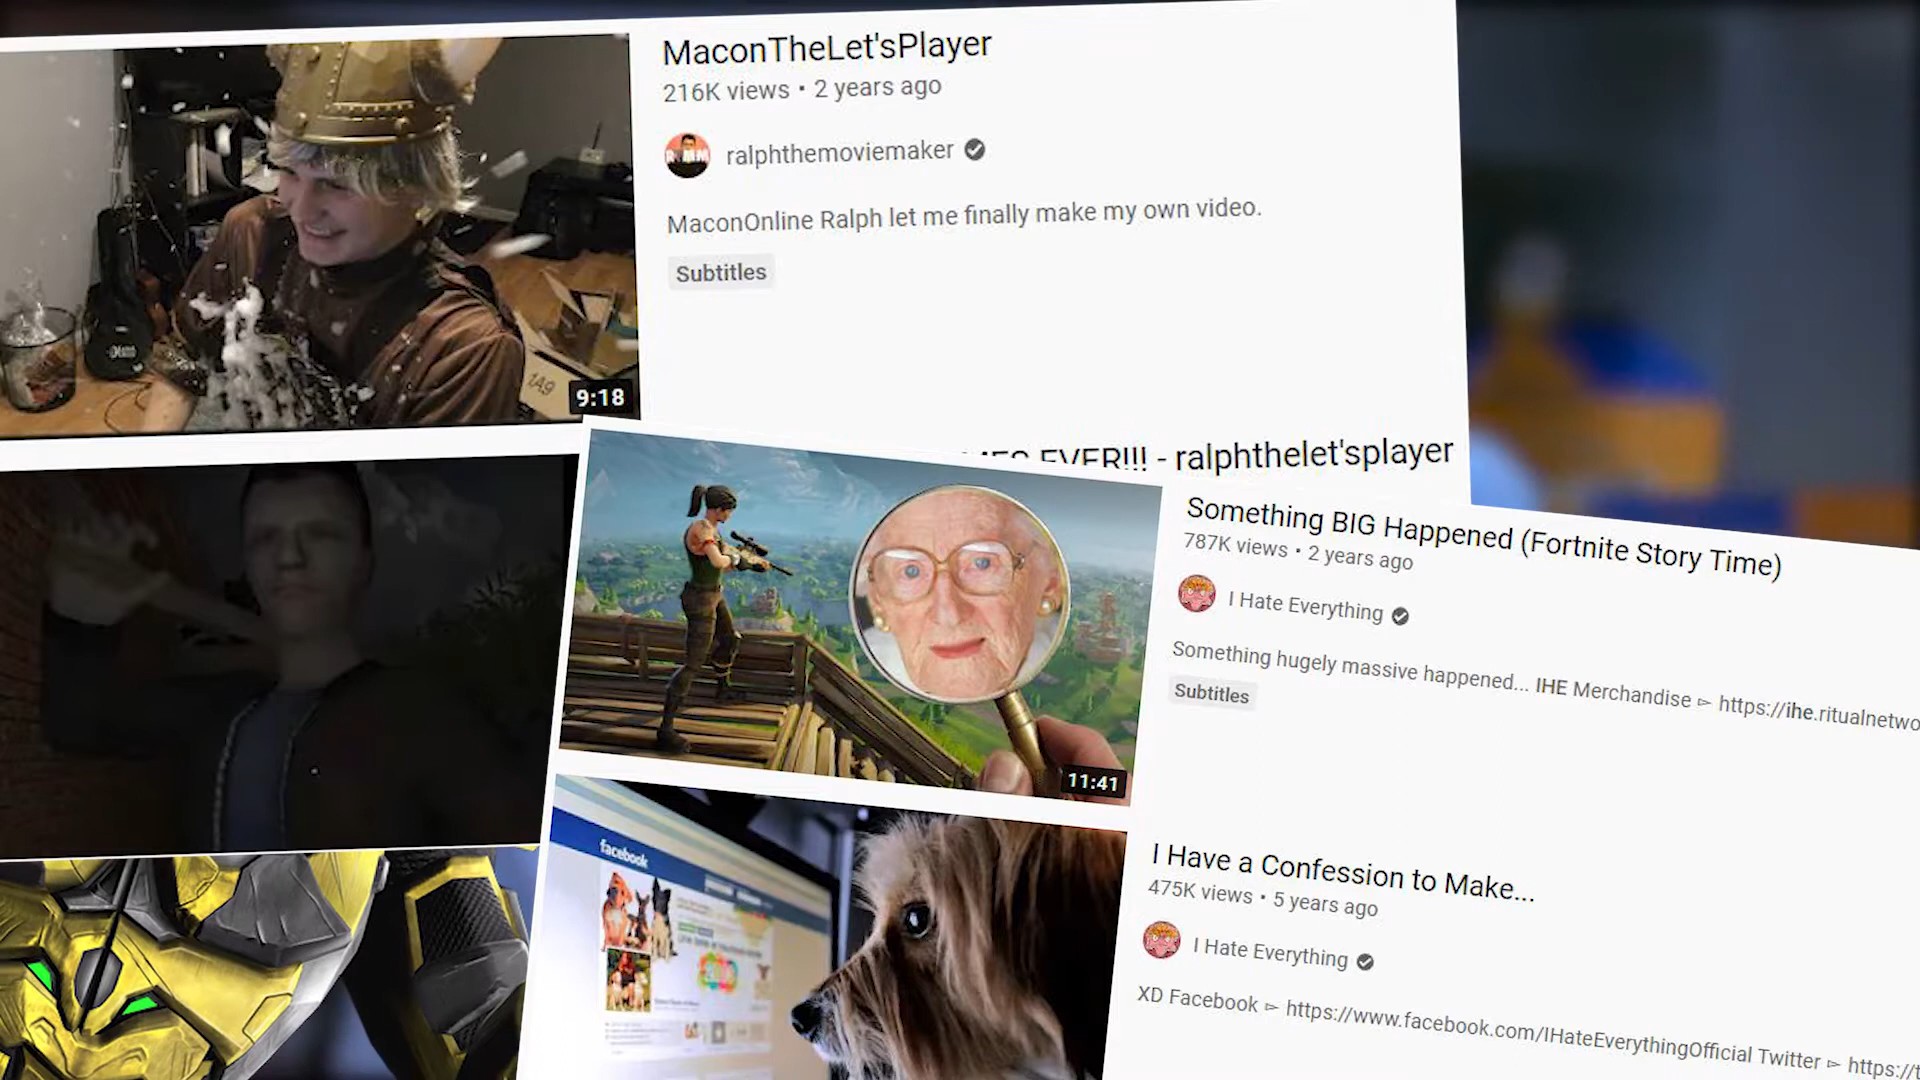 MaconTheLet'sPlayer
216K views • 2 years ago
ralphthemoviemaker
MaconOnline Ralph let me finally make my own video.
Subtitles
149
9:18
EVER!!! - ralphthelet'splayer
Something BIG Happened (Fortnite Story Time)
787K views • 2 years ago
I Hate Everything
Something hugely massive happened... IHE Merchandise ► https://ihe.ritualnetwo
Subtitles
11:41
facebook
I Have a Confession to Make...
475K views • 5 years ago
I Hate Everything
XD Facebook ► https://www.facebook.com/IHateEverythingOfficial Twitter ► https://t